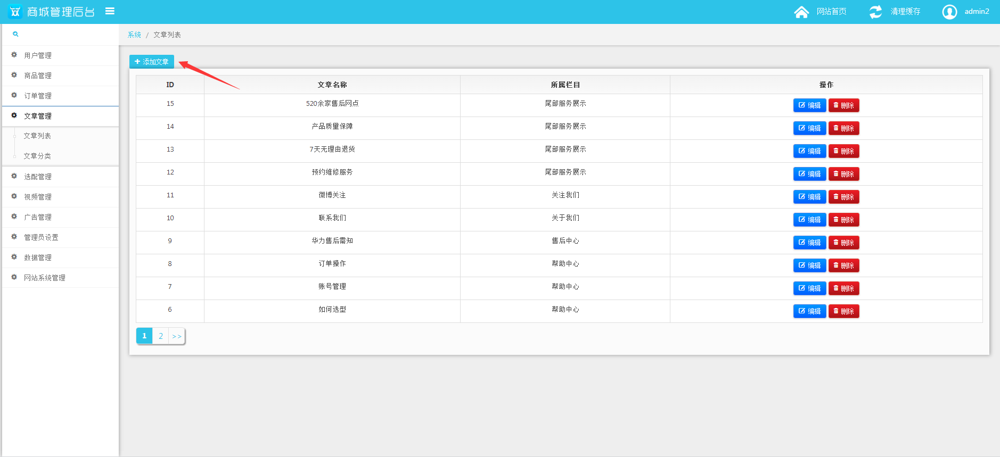 商城管理后台
网站首页
清理缓存
admin2
系统 / 文章列表
用户管理
商品管理
订单管理
文章管理
文章列表
文章分类
选配管理
视频管理
广告管理
管理员设置
数据管理
网站系统管理
+ 添加文章
ID 文章名称 所属栏目 操作
15 520余家售后网点 尾部服务展示 编辑 删除
14 产品质量保障 尾部服务展示 编辑 删除
13 7天无理由退货 尾部服务展示 编辑 删除
12 预约维修服务 尾部服务展示 编辑 删除
11 微博关注 关注我们 编辑 删除
10 联系我们 关于我们 编辑 删除
9 华力售后需知 售后中心 编辑 删除
8 订单操作 帮助中心 编辑 删除
7 账号管理 帮助中心 编辑 删除
6 如何选型 帮助中心 编辑 删除
1 2 >>